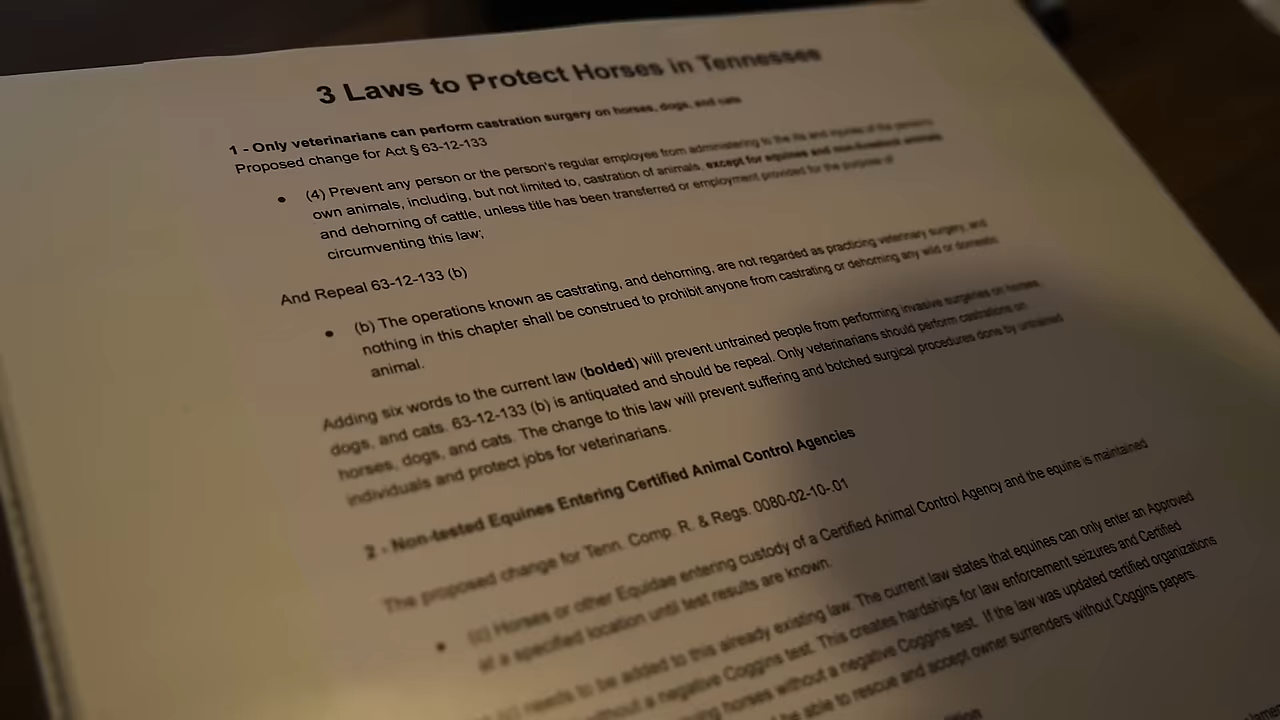 3 Laws to Protect Horses in Tennessee
1 - Only veterinarians can perform castration surgery on horses, dogs, and cats
Proposed change for Act § 63-12-133
• (4) Prevent any person or the person's regular employee from administering to the ills and injuries of the person's
own animals, including, but not limited to, castration of animals, except for equines and non-livestock animals
and dehorning of cattle, unless title has been transferred or employment provided for the purpose of
circumventing this law;
And Repeal 63-12-133 (b)
• (b) The operations known as castrating, and dehorning, are not regarded as practicing veterinary surgery, and
nothing in this chapter shall be construed to prohibit anyone from castrating or dehorning any wild or domestic
animal.
Adding six words to the current law (bolded) will prevent untrained people from performing invasive surgeries on horses
dogs, and cats. 63-12-133 (b) is antiquated and should be repeal. Only veterinarians should perform castrations on
horses, dogs, and cats. The change to this law will prevent suffering and botched surgical procedures done by untrained
individuals and protect jobs for veterinarians.
2 - Non-tested Equines Entering Certified Animal Control Agencies
The proposed change for Tenn. Comp. R. & Regs. 0080-02-10-.01
• (c) Horses or other Equidae entering custody of a Certified Animal Control Agency and the equine is maintained
at a specified location until test results are known.
needs to be added to this already existing law. The current law states that equines can only enter an Approved
without a negative Coggins test. This creates hardships for law enforcement seizures and Certified
horses without a negative Coggins test. If the law was updated certified organizations
be able to rescue and accept owner surrenders without Coggins papers.